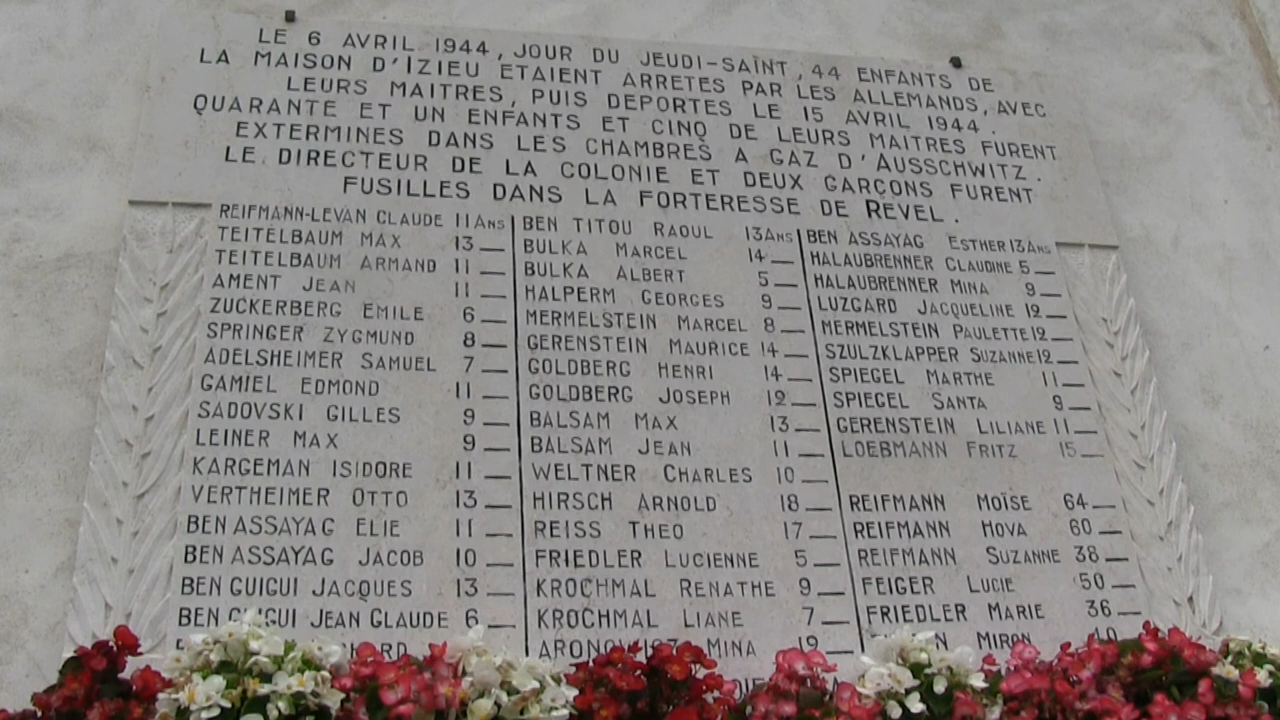 LE 6 AVRIL 1944, JOUR DU JEUDI-SAINT, 44 ENFANTS DE
LA MAISON D'IZIEU ETAIENT ARRETES PAR LES ALLEMANDS, AVEC
LEURS MAITRES, PUIS DEPORTES LE 15 AVRIL 1944.
QUARANTE ET UN ENFANTS ET CINQ DE LEURS MAITRES FURENT
EXTERMINES DANS LES CHAMBRES A GAZ D'AUSSCHWITZ.
LE DIRECTEUR DE LA COLONIE ET DEUX GARÇONS FURENT
FUSILLES DANS LA FORTERESSE DE REVEL.
REIFMANN-LEVAN CLAUDE 11 ANS
TEITELBAUM MAX 13 —
TEITELBAUM ARMAND 11 —
AMENT JEAN 11 —
ZUCKERBERG EMILE 6 —
SPRINGER ZYGMUND 8 —
ADELSHEIMER SAMUEL 7 —
GAMIEL EDMOND 11 —
SADOVSKI GILLES 9 —
LEINER MAX 9 —
KARGEMAN ISIDORE 11 —
VERTHEIMER OTTO 13 —
BEN ASSAYAG ELIE 11 —
BEN ASSAYAG JACOB 10 —
BEN GUIGUI JACQUES 13 —
BEN GUIGUI JEAN CLAUDE 6 —
BEN TITOU RAOUL 13 ANS
BULKA MARCEL 14 —
BULKA ALBERT 5 —
HALPERM GEORGES 9 —
MERMELSTEIN MARCEL 8 —
GERENSTEIN MAURICE 14 —
GOLDBERG HENRI 14 —
GOLDBERG JOSEPH 12 —
BALSAM MAX 13 —
BALSAM JEAN 11 —
WELTNER CHARLES 10 —
HIRSCH ARNOLD 18 —
REISS THEO 17 —
FRIEDLER LUCIENNE 5 —
KROCHMAL RENATHE 9 —
KROCHMAL LIANE 7 —
MINA
BEN ASSAYAG ESTHER 13 ANS
HALAUBRENNER CLAUDINE 5 —
HALAUBRENNER MINA 9 —
LUZGARD JACQUELINE 12 —
MERMELSTEIN PAULETTE 12 —
SZULZKLAPPER SUZANNE 12 —
SPIEGEL MARTHE 11 —
SPIEGEL SANTA 9 —
GERENSTEIN LILIANE 11 —
LOEBMANN FRITZ 15 —
REIFMANN MOÏSE 64 —
REIFMANN HOVA 60 —
REIFMANN SUZANNE 38 —
FEIGER LUCIE 50 —
FRIEDLER MARIE 36 —
MIRON